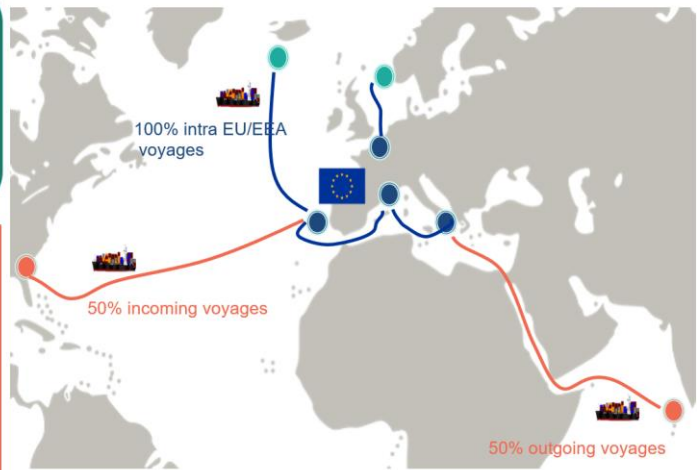 100% intra EU/EEA
voyages
50% incoming voyages
50% outgoing voyages